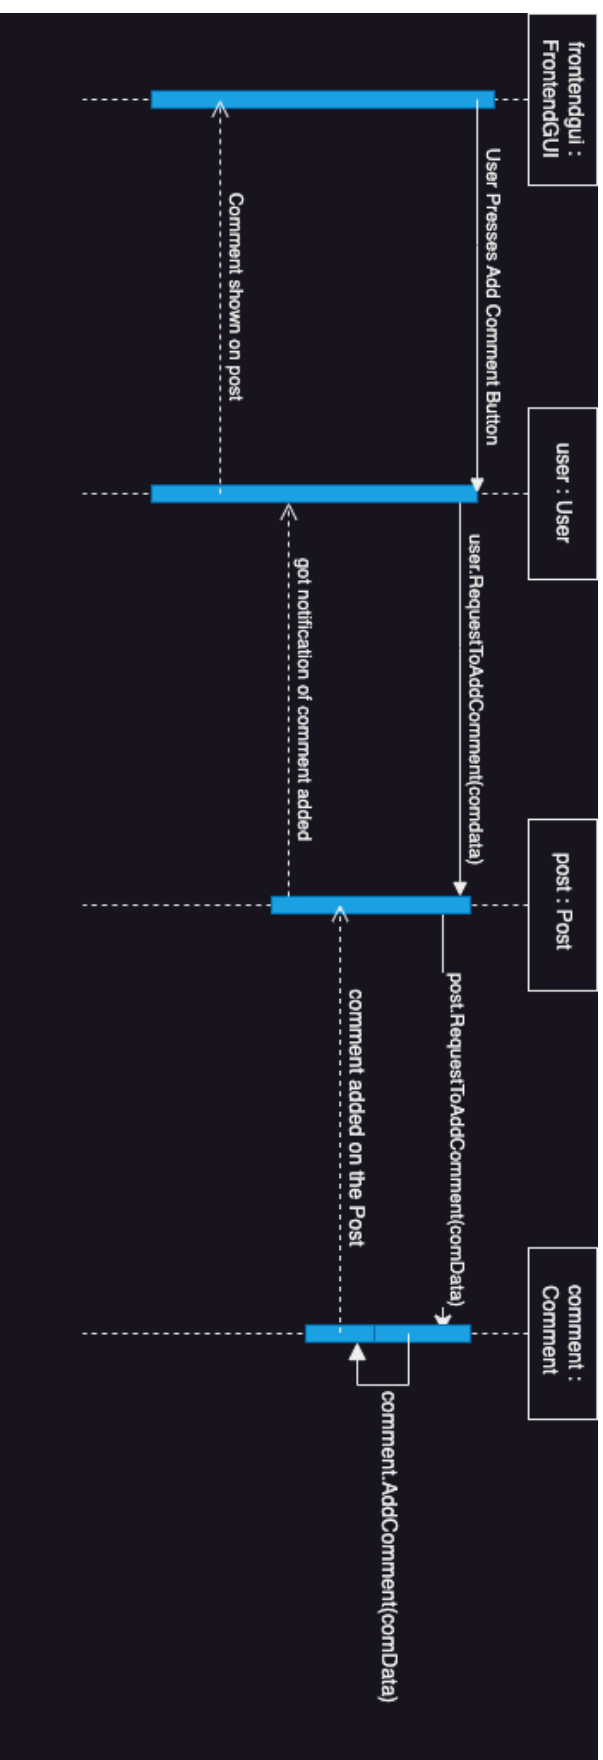 frontendgui :
FrontendGUI
user : User
post : Post
comment :
Comment
User Presses Add Comment Button
user.RequestToAddComment(comdata)
post.RequestToAddComment(comData)
comment.AddComment(comData)
comment added on the Post
got notification of comment added
Comment shown on post